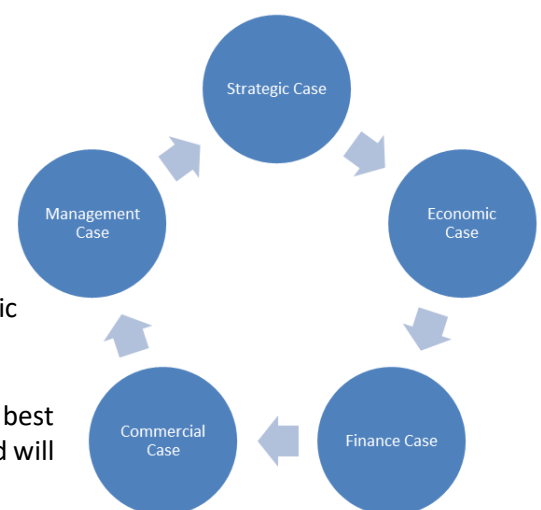 Strategic Case
Management
Case
Economic
Case
ic
best
d will
Commercial
Case
Finance Case